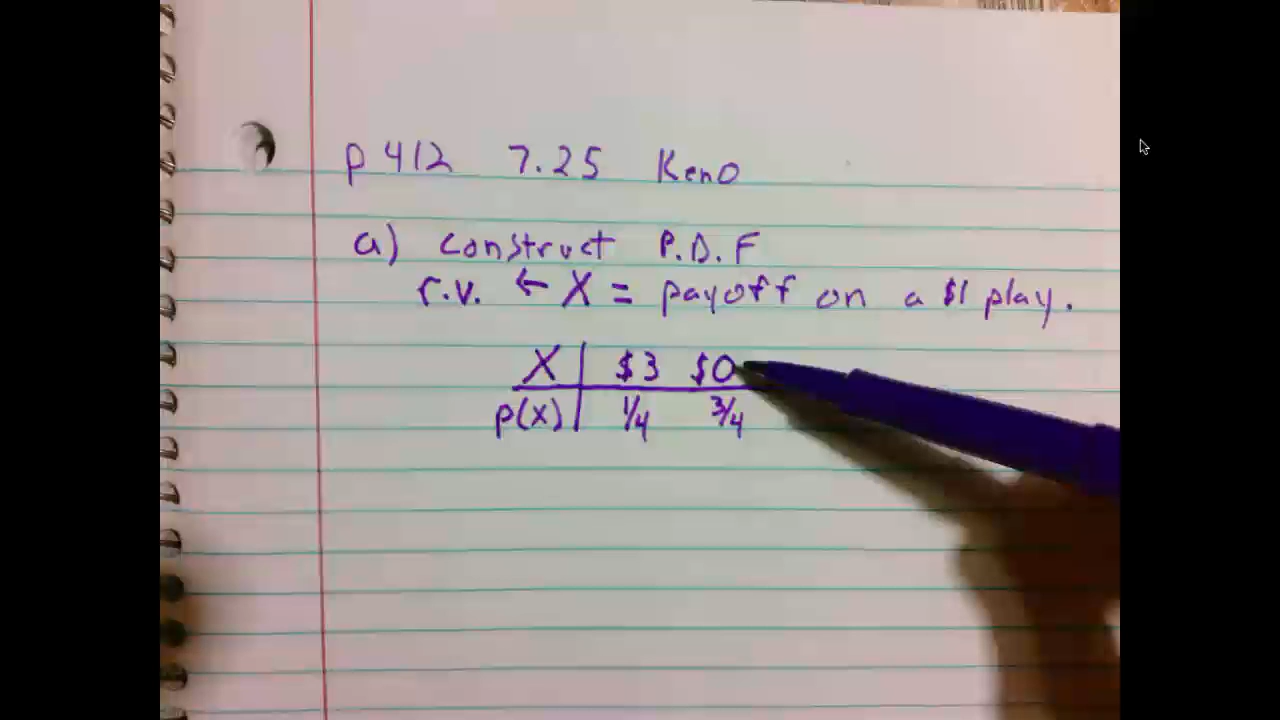 p 412 7.25 Keno
a) construct P.D.F
r.v. ← X = payoff on a $1 play.
X | $3 $0
p(x) | 1/4 3/4